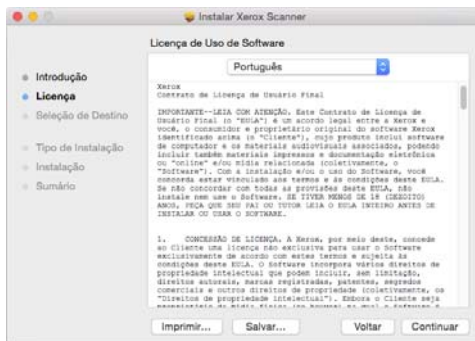 Instalar Xerox Scanner
Licença de Uso de Software
Português
Introdução
Licença
Seleção de Destino
Tipo de Instalação
Instalação
Sumário
Xerox
Contrato de Licença de Usuário Final
IMPORTANTE--LEIA COM ATENÇÃO. Este Contrato de Licença de
Usuário Final (o "EULA") é um acordo legal entre a Xerox e
você, o consumidor e proprietário original do software Xerox
identificado acima (o "Cliente"), cujo produto inclui software
de computador e os materiais audiovisuais associados, podendo
incluir também materiais impressos e documentação eletrônica
ou "online" e/ou mídia relacionada (coletivamente, o
"Software"). Com a instalação e/ou o uso do Software, você
concorda estar vinculado aos termos e às condições deste EULA.
Se não concordar com todas as provisões deste EULA, não
instale nem use o Software. SE TIVER MENOS DE 18 (DEZOITO)
ANOS, PEÇA QUE SEU PAI OU TUTOR LEIA O EULA INTEIRO ANTES DE
INSTALAR OU USAR O SOFTWARE.
1. CONCESSÃO DE LICENÇA. A Xerox, por meio deste, concede
ao Cliente uma licença não exclusiva para usar o Software
exclusivamente de acordo com estes termos e sujeita às
condições deste EULA. O Software incorpora vários direitos de
propriedade intelectual que podem incluir, sem limitação,
direitos autorais, marcas registradas, patentes, segredos
comerciais e outros direitos de propriedade (coletivamente, os
"Direitos de propriedade intelectual"). Embora o Cliente seja
Imprimir...
Salvar...
Voltar
Continuar